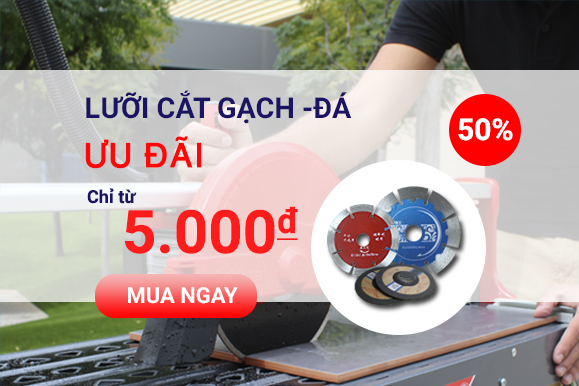 LƯỠI CẮT GẠCH -ĐÁ
ƯU ĐÃI
50%
Chỉ từ
5.000đ
MUA NGAY